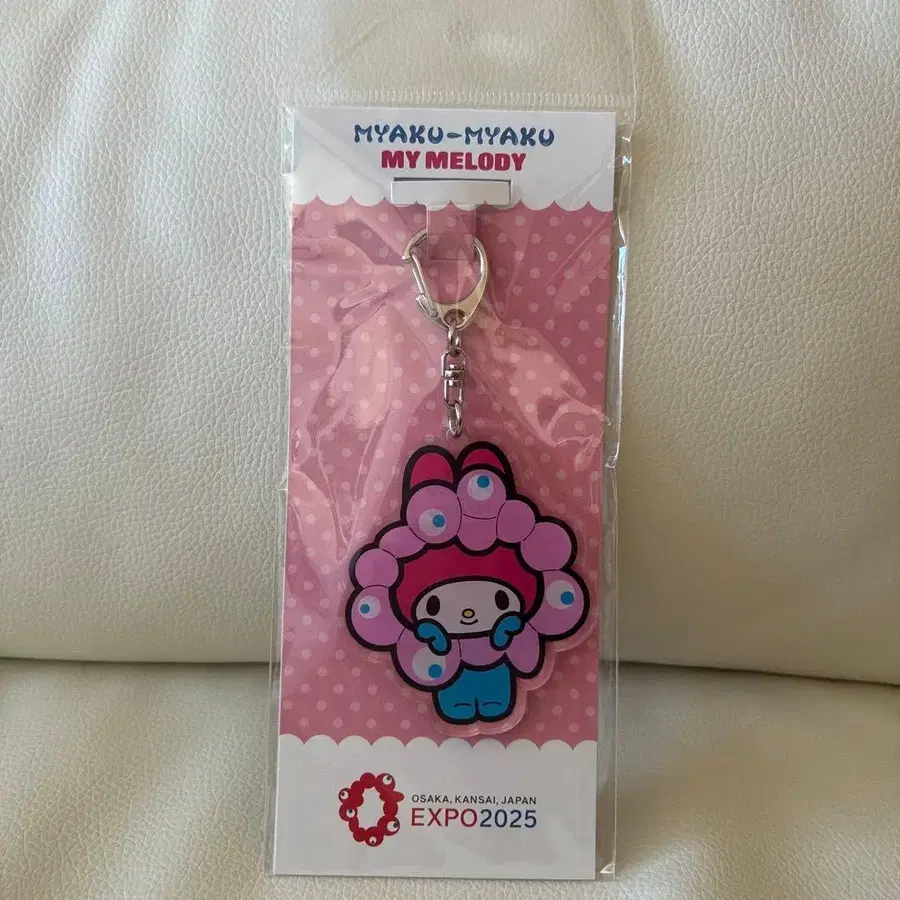 MYAKU-MYAKU
MY MELODY
OSAKA, KANSAI, JAPAN
EXPO2025